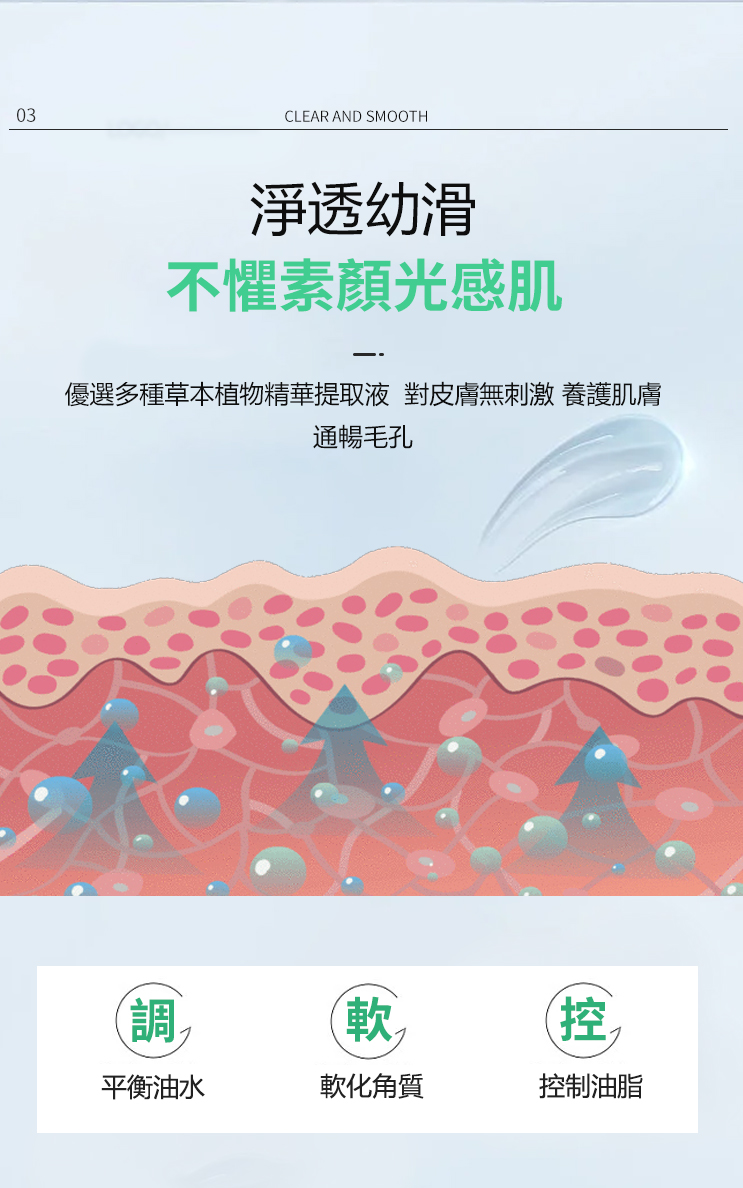 03
CLEAR AND SMOOTH
淨透幼滑
不懼素顏光感肌
優選多種草本植物精華提取液 對皮膚無刺激 養護肌膚
通暢毛孔
調 軟 控
平衡油水 軟化角質 控制油脂